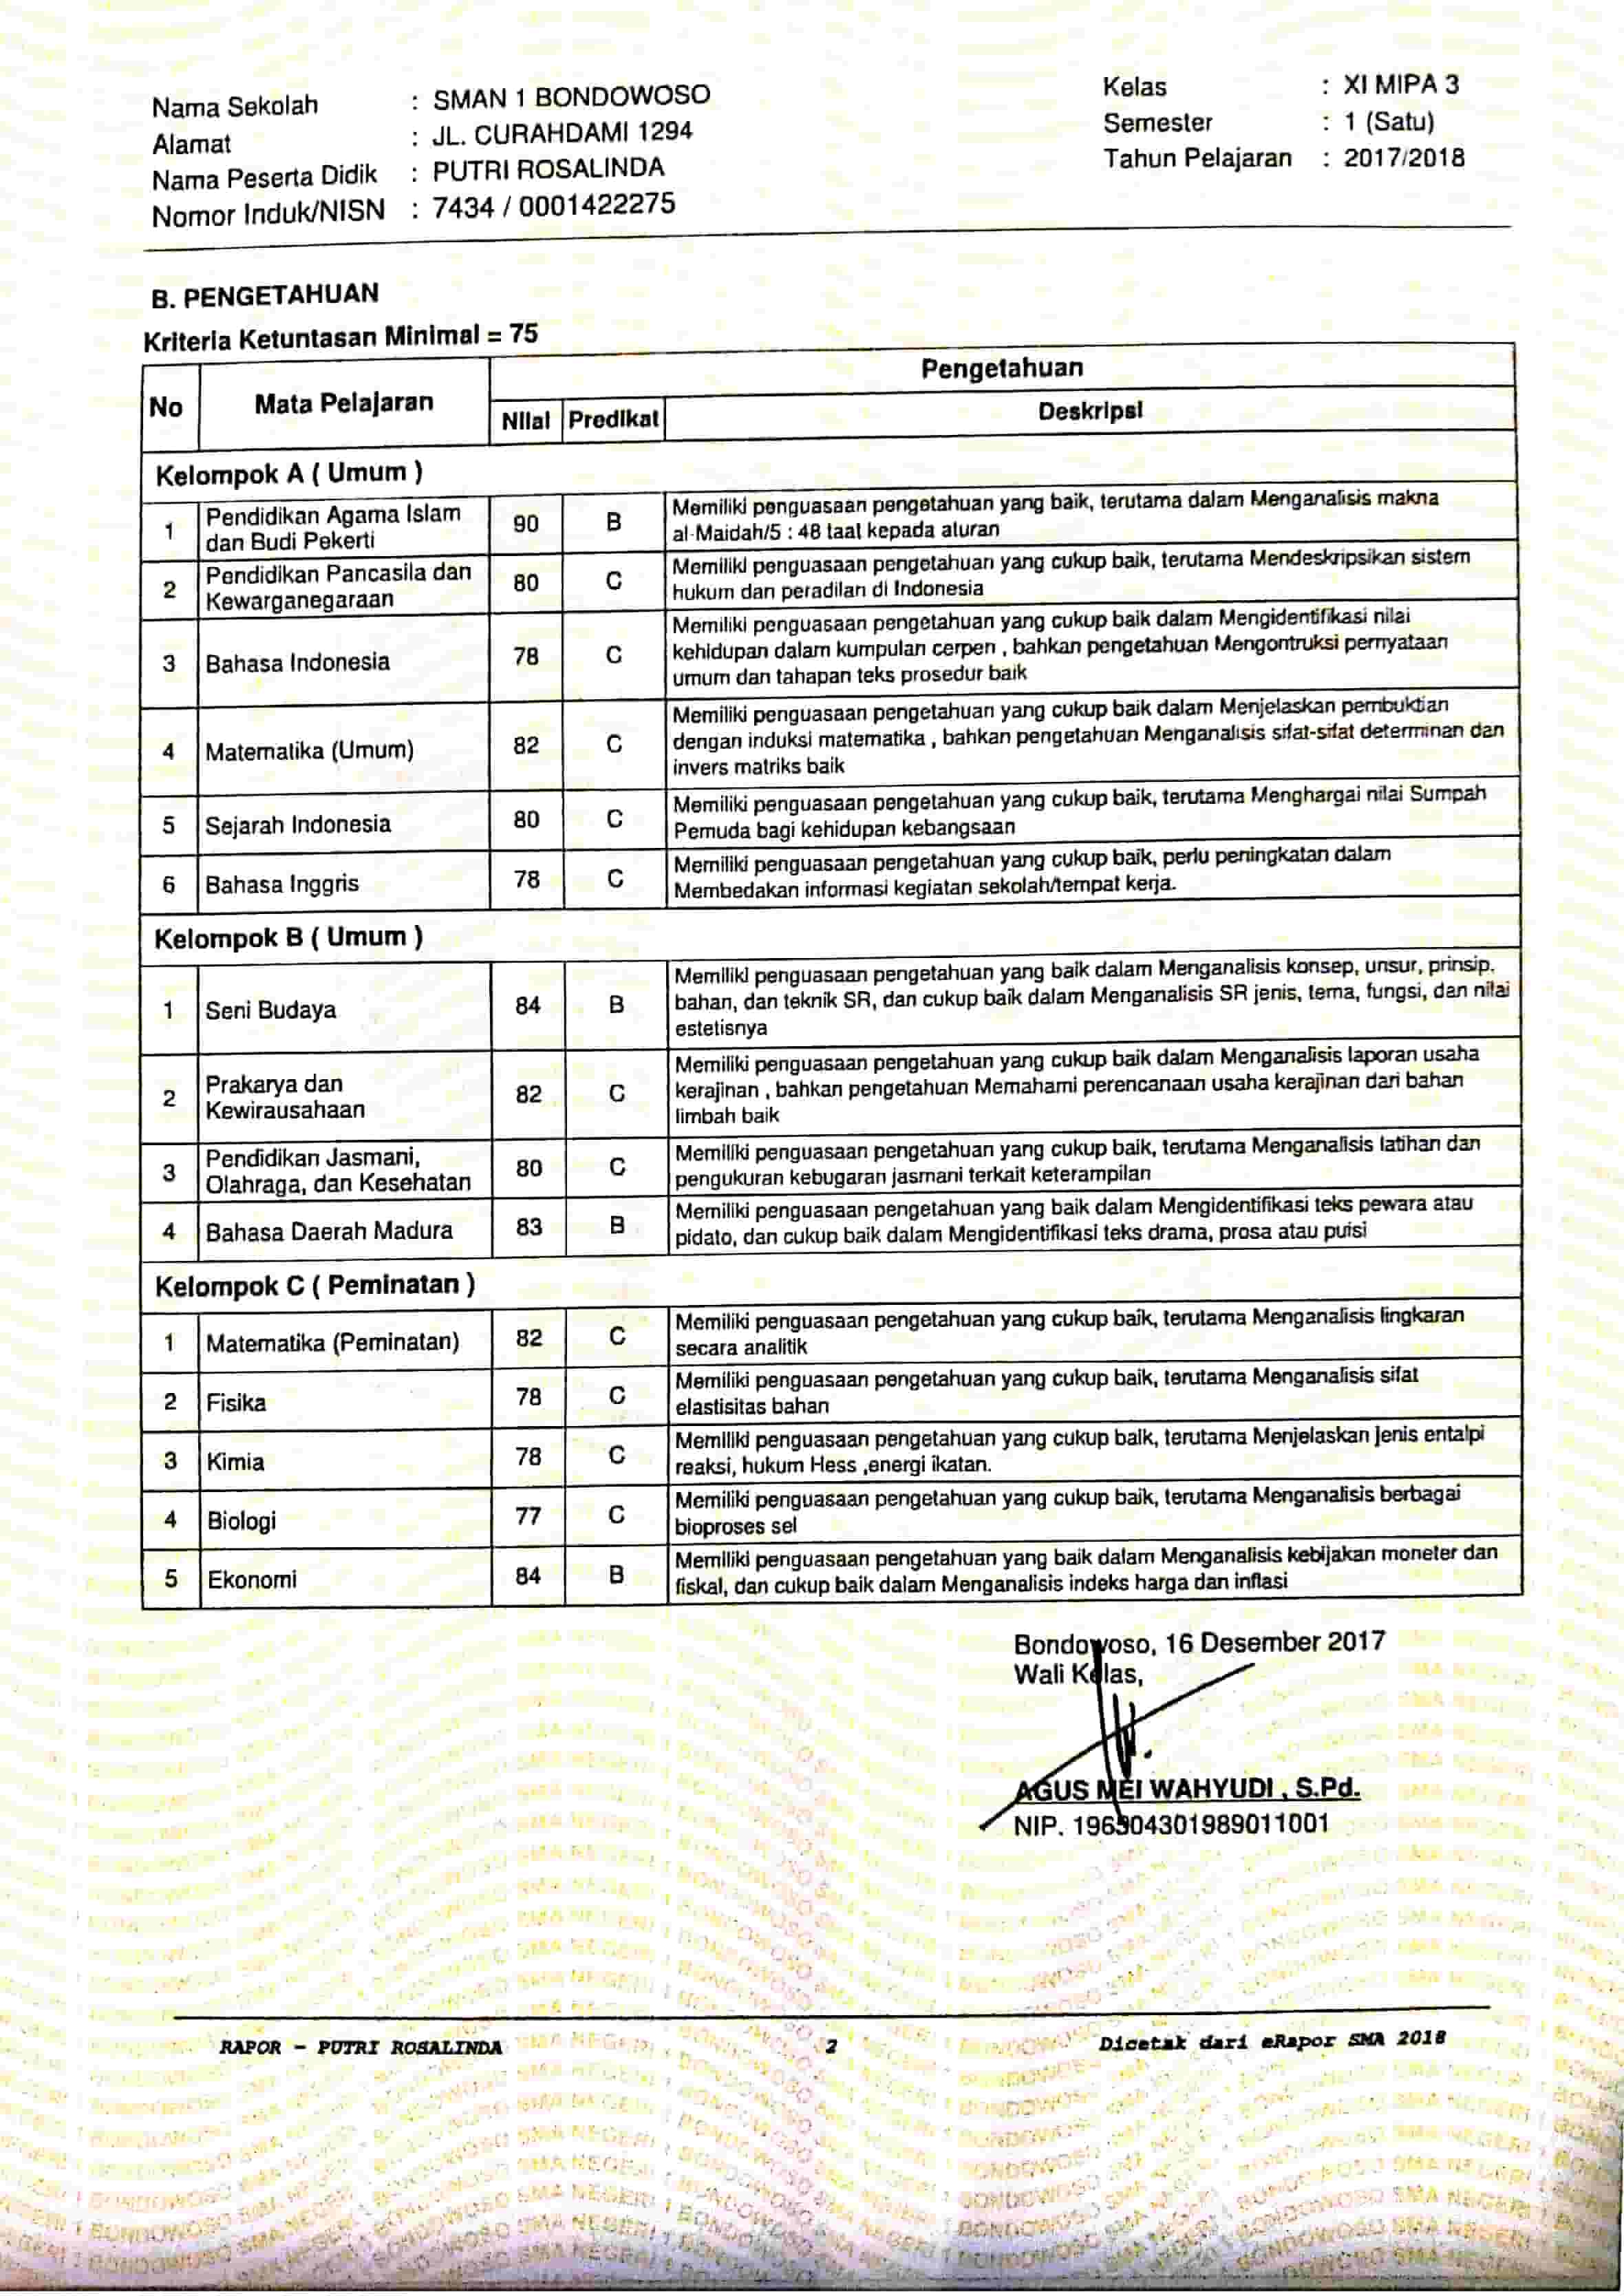 Nama Sekolah : SMAN 1 BONDOWOSO
Alamat : JL. CURAHDAMI 1294
Nama Peserta Didik : PUTRI ROSALINDA
Nomor Induk/NISN : 7434 / 0001422275
Kelas : XI MIPA 3
Semester : 1 (Satu)
Tahun Pelajaran : 2017/2018
B. PENGETAHUAN
Kriteria Ketuntasan Minimal = 75
No Mata Pelajaran Pengetahuan
Nilai Predikat Deskripsi
Kelompok A ( Umum )
1 Pendidikan Agama Islam dan Budi Pekerti 90 B Memiliki penguasaan pengetahuan yang baik, terutama dalam Menganalisis makna
al-Maidah/5 : 48 taat kepada aturan
2 Pendidikan Pancasila dan Kewarganegaraan 80 C Memiliki penguasaan pengetahuan yang cukup baik, terutama Mendeskripsikan sistem
hukum dan peradilan di Indonesia
3 Bahasa Indonesia 78 C Memiliki penguasaan pengetahuan yang cukup baik dalam Mengidentifikasi nilai
kehidupan dalam kumpulan cerpen , bahkan pengetahuan Mengontruksi pernyataan
umum dan tahapan teks prosedur baik
4 Matematika (Umum) 82 C Memiliki penguasaan pengetahuan yang cukup baik dalam Menjelaskan pembuktian
dengan induksi matematika , bahkan pengetahuan Menganalisis sifat-sifat determinan dan
invers matriks baik
5 Sejarah Indonesia 80 C Memiliki penguasaan pengetahuan yang cukup baik, terutama Menghargai nilai Sumpah
Pemuda bagi kehidupan kebangsaan
6 Bahasa Inggris 78 C Memiliki penguasaan pengetahuan yang cukup baik, perlu peningkatan dalam
Membedakan informasi kegiatan sekolah/tempat kerja.
Kelompok B ( Umum )
1 Seni Budaya 84 B Memiliki penguasaan pengetahuan yang baik dalam Menganalisis konsep, unsur, prinsip,
bahan, dan teknik SR, dan cukup baik dalam Menganalisis SR jenis, tema, fungsi, dan nilai
estetisnya
2 Prakarya dan Kewirausahaan 82 C Memiliki penguasaan pengetahuan yang cukup baik dalam Menganalisis laporan usaha
kerajinan , bahkan pengetahuan Memahami perencanaan usaha kerajinan dari bahan
limbah baik
3 Pendidikan Jasmani, Olahraga, dan Kesehatan 80 C Memiliki penguasaan pengetahuan yang cukup baik, terutama Menganalisis latihan dan
pengukuran kebugaran jasmani terkait keterampilan
4 Bahasa Daerah Madura 83 B Memiliki penguasaan pengetahuan yang baik dalam Mengidentifikasi teks pewara atau
pidato, dan cukup baik dalam Mengidentifikasi teks drama, prosa atau puisi
Kelompok C ( Peminatan )
1 Matematika (Peminatan) 82 C Memiliki penguasaan pengetahuan yang cukup baik, terutama Menganalisis lingkaran
secara analitik
2 Fisika 78 C Memiliki penguasaan pengetahuan yang cukup baik, terutama Menganalisis sifat
elastisitas bahan
3 Kimia 78 C Memiliki penguasaan pengetahuan yang cukup baik, terutama Menjelaskan jenis entalpi
reaksi, hukum Hess ,energi ikatan.
4 Biologi 77 C Memiliki penguasaan pengetahuan yang cukup baik, terutama Menganalisis berbagai
bioproses sel
5 Ekonomi 84 B Memiliki penguasaan pengetahuan yang baik dalam Menganalisis kebijakan moneter dan
fiskal, dan cukup baik dalam Menganalisis indeks harga dan inflasi
Bondowoso, 16 Desember 2017
Wali Kelas,
AGUS MEI WAHYUDI , S.Pd.
NIP.
RAPOR - PUTRI ROSALINDA 2 Dicetak dari eRapor SMA 2018